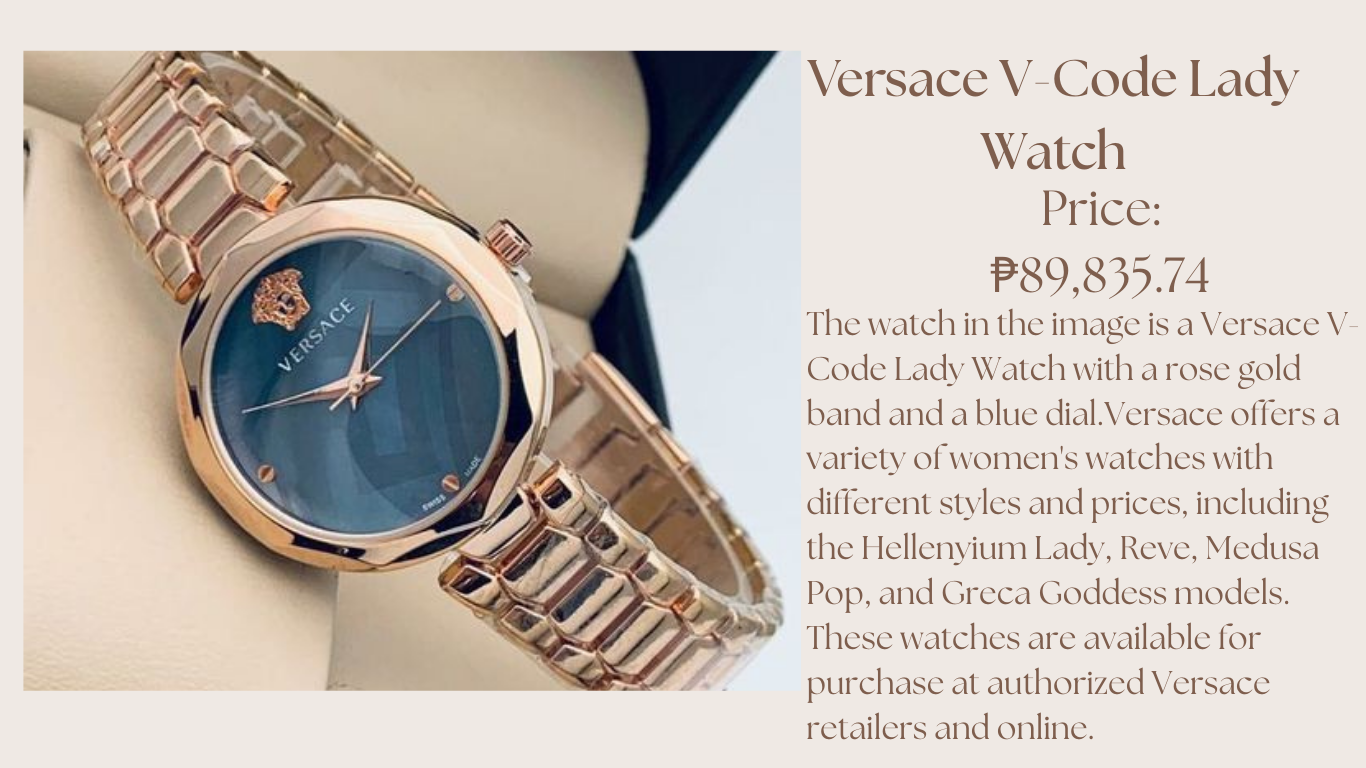 Versace V-Code Lady
Watch
Price:
₱89,835.74
The watch in the image is a Versace V-
Code Lady Watch with a rose gold
band and a blue dial.Versace offers a
variety of women's watches with
different styles and prices, including
the Hellenyium Lady, Reve, Medusa
Pop, and Greca Goddess models.
These watches are available for
purchase at authorized Versace
retailers and online.
VERSACE
SWISS MADE